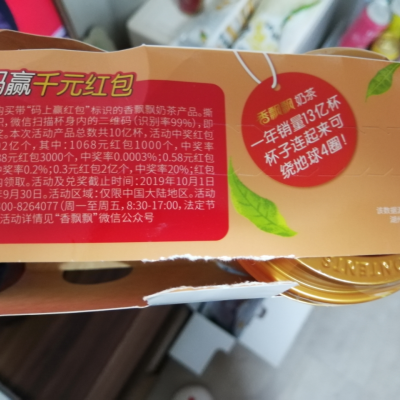 码赢千元红包
购买带“码上赢红包”标识的香飘飘奶茶产品。撕
微信扫描杯身内的二维码(识别率99%),即
奖。本次活动产品总数共10亿杯,活动中奖红包
2亿个,其中:1068元红包1000个,中奖率
8元红包3000个,中奖率0.0003%;0.58元红包
奖率0.2%;0.3元红包2亿个,中奖率20%;红包
领取。活动及兑奖截止时间:2019年10月1日
9月30日。活动区域:仅限中国大陆地区。活动
00-8264077(周一至周五,8:30-17:00,法定节
活动详情见“香飘飘”微信公众号
香飘飘奶茶
一年销量13亿杯
杯子连起来可
绕地球4圈!
CONTENTS